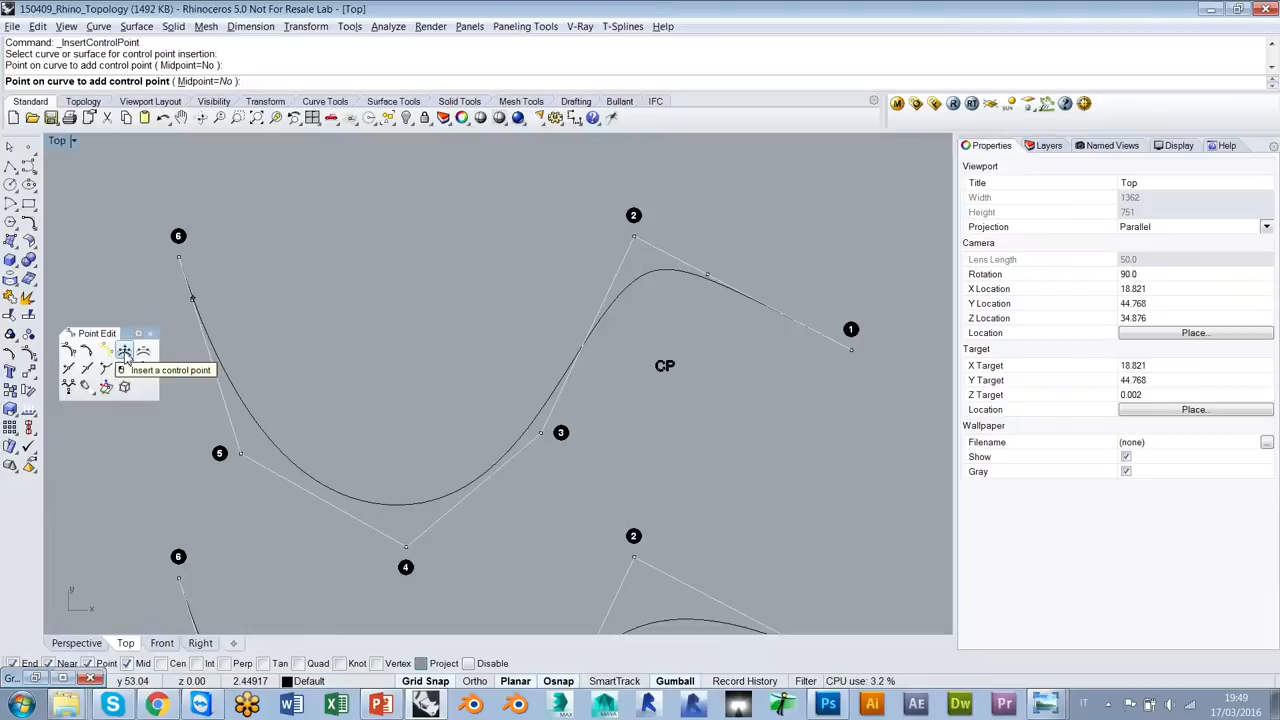 150409_Rhino_Topology (1492 KB) - Rhinoceros 5.0 Not For Resale Lab - [Top]
File Edit View Curve Surface Solid Mesh Dimension Transform Tools Analyze Render Panels Paneling Tools V-Ray T-Splines Help
Command: _InsertControlPoint
Select curve or surface for control point insertion:
Point on curve to add control point ( Midpoint=No ):
Point on curve to add control point ( Midpoint=No ):
Standard Topology Viewport Layout Visibility Transform Curve Tools Surface Tools Solid Tools Mesh Tools Drafting Bullant IFC
Top
Properties Layers Named Views Display Help
Viewport
Title Top
Width 1362
Height 751
Projection Parallel
Camera
Lens Length 50.0
Rotation 90.0
X Location 18.821
Y Location 44.768
Z Location 34.876
Location Place...
Target
X Target 18.821
Y Target 44.768
Z Target 0.002
Location Place...
Wallpaper
Filename (none) ...
Show
Gray
2
6
1
Point Edit
Insert a control point
CP
3
5
4
2
6
y
x
Perspective Top Front Right
End Near Point Mid Cen Int Perp Tan Quad Knot Vertex Project Disable
Gr...
y 53.04 z 0.00 2.44917 Default Grid Snap Ortho Planar Osnap SmartTrack Gumball Record History Filter CPU use: 3.2 %
IT
19:49
17/03/2016